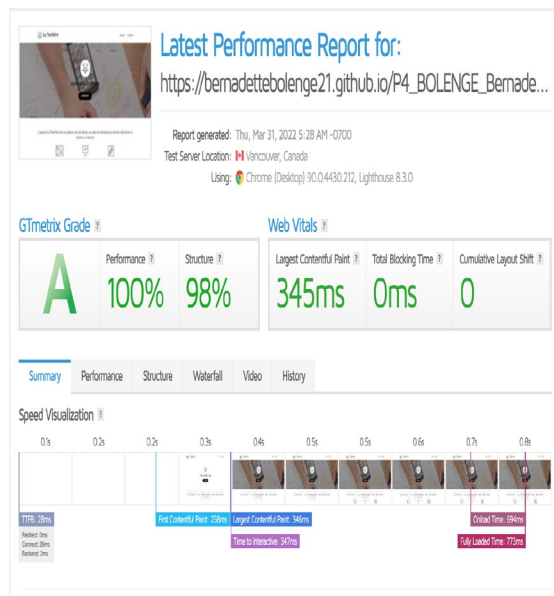 Latest Performance Report for:
https://bernadettebolenge21.github.io/P4_BOLENGE_Bernade...
Report generated: Thu, Mar 31, 2022 5:28 AM -0700
Test Server Location: Vancouver, Canada
Using: Chrome (Desktop) 90.0.4430.212, Lighthouse 8.3.0
GTmetrix Grade ?
Web Vitals ?
A
Performance ?
100%
Structure ?
98%
Largest Contentful Paint ?
345ms
Total Blocking Time ?
0ms
Cumulative Layout Shift ?
0
Summary Performance Structure Waterfall Video History
Speed Visualization ?
0.1s 0.2s 0.2s 0.3s 0.4s 0.5s 0.5s 0.6s 0.7s 0.8s
TTFB: 28ms
Redirect: 0ms
Connect: 26ms
Backend: 2ms
First Contentful Paint: 238ms
Largest Contentful Paint: 346ms
Time to Interactive: 347ms
Onload Time: 694ms
Fully Loaded Time: 773ms